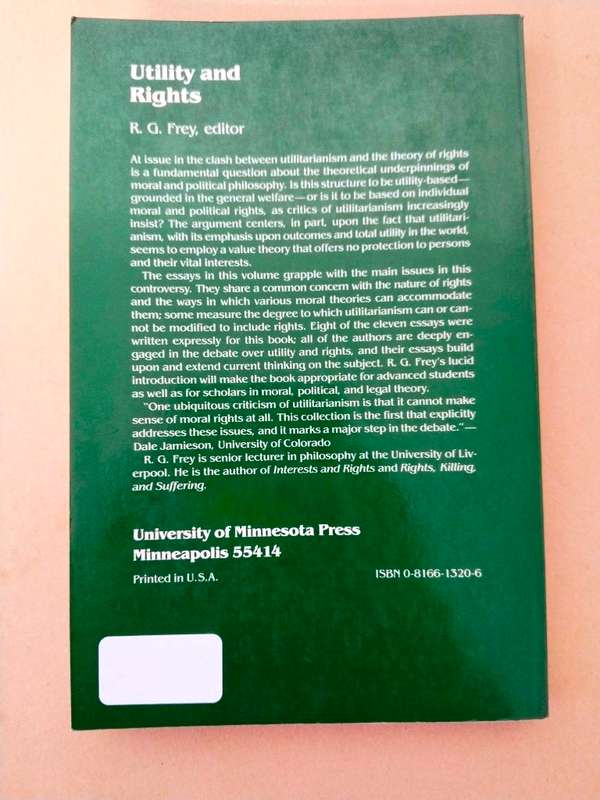 Utility and
Rights
R. G. Frey, editor
At issue in the clash between utilitarianism and the theory of rights
is a fundamental question about the theoretical underpinnings of
moral and political philosophy. Is this structure to be utility-based—
grounded in the general welfare—or is it to be based on individual
moral and political rights, as critics of utilitarianism increasingly
insist? The argument centers, in part, upon the fact that utilitari-
anism, with its emphasis upon outcomes and total utility in the world,
seems to employ a value theory that offers no protection to persons
and their vital interests.
The essays in this volume grapple with the main issues in this
controversy. They share a common concern with the nature of rights
and the ways in which various moral theories can accommodate
them; some measure the degree to which utilitarianism can or can-
not be modified to include rights. Eight of the eleven essays were
written expressly for this book; all of the authors are deeply en-
gaged in the debate over utility and rights, and their essays build
upon and extend current thinking on the subject. R. G. Frey's lucid
introduction will make the book appropriate for advanced students
as well as for scholars in moral, political, and legal theory.
"One ubiquitous criticism of utilitarianism is that it cannot make
sense of moral rights at all. This collection is the first that explicitly
addresses these issues, and it marks a major step in the debate."—
Dale Jamieson, University of Colorado
R. G. Frey is senior lecturer in philosophy at the University of Liv-
erpool. He is the author of Interests and Rights and Rights, Killing,
and Suffering.
University of Minnesota Press
Minneapolis 55414
Printed in U.S.A.
ISBN 0-8166-1320-6